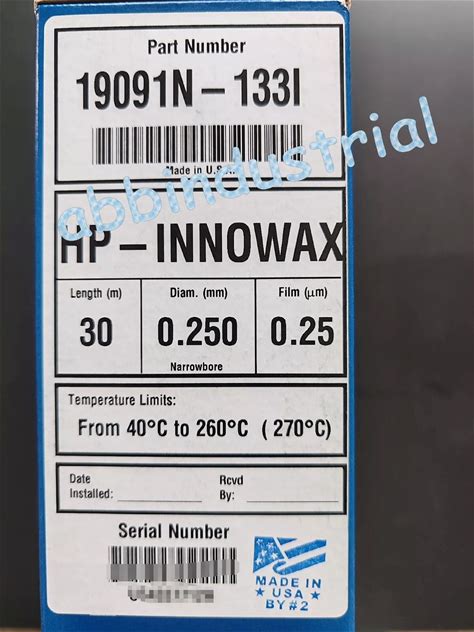 Part Number
19091N – 133I
Made in U.S.A.
abbindustrial
HP – INNOWAX
Length (m) Diam. (mm) Film (µm)
30 0.250 0.25
Narrowbore
Temperature Limits:
From 40°C to 260°C ( 270°C)
Date Rcvd
Installed: By:
Serial Number
MADE IN
★ USA ★
BY #2